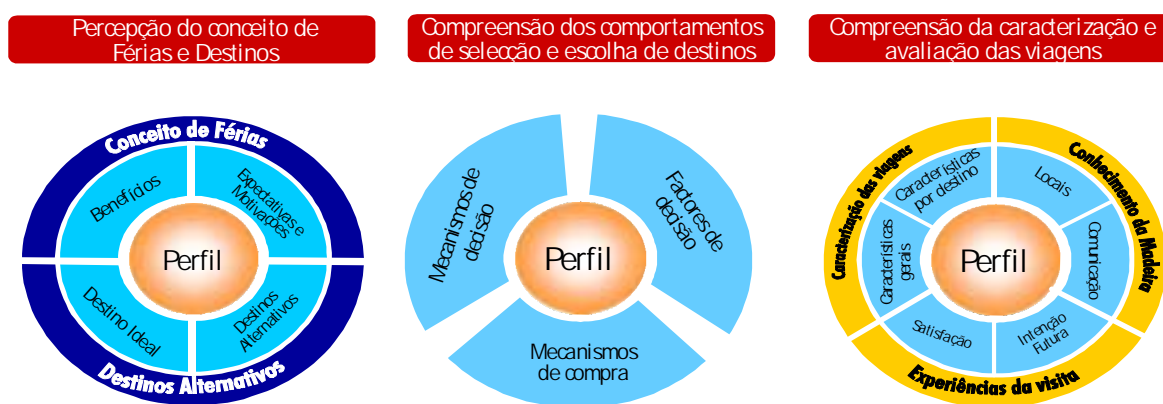 Percepção do conceito de
Férias e Destinos
Compreensão dos comportamentos
de selecção e escolha de destinos
Compreensão da caracterização e
avaliação das viagens
Conceito de Férias
Benefícios
Expectativas e
Motivações
Perfil
Destino Ideal
Destinos
Alternativos
Destinos Alternativos
Mecanismos de
decisão
Factores de
decisão
Perfil
Mecanismos
de compra
Caracterização das viagens
Conhecimento da Madeira
Características
por destino
Locais
Características
gerais
Perfil
Comunicação
Satisfação
Intenção
Futura
Experiências da visita